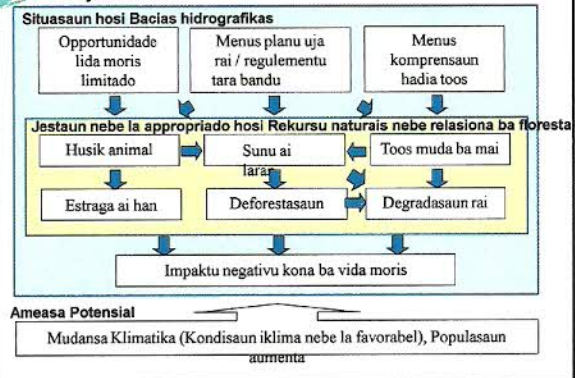 Situasaun hosi Bacias hidrografikas
Opportunidade
lida moris
limitado
Menus planu uja
rai / regulementu
tara bandu
Menus
komprensaun
hadia toos
Jestaun nebe la appropriado hosi Rekursu naturais nebe relasiona ba floresta
Husik animal
Sunu ai
laran
Toos muda ba mai
Estraga ai han
Deforestasaun
Degradasaun rai
Impaktu negativu kona ba vida moris
Ameasa Potensial
Mudansa Klimatika (Kondisaun iklima nebe la favorabel), Populasaun
aumenta